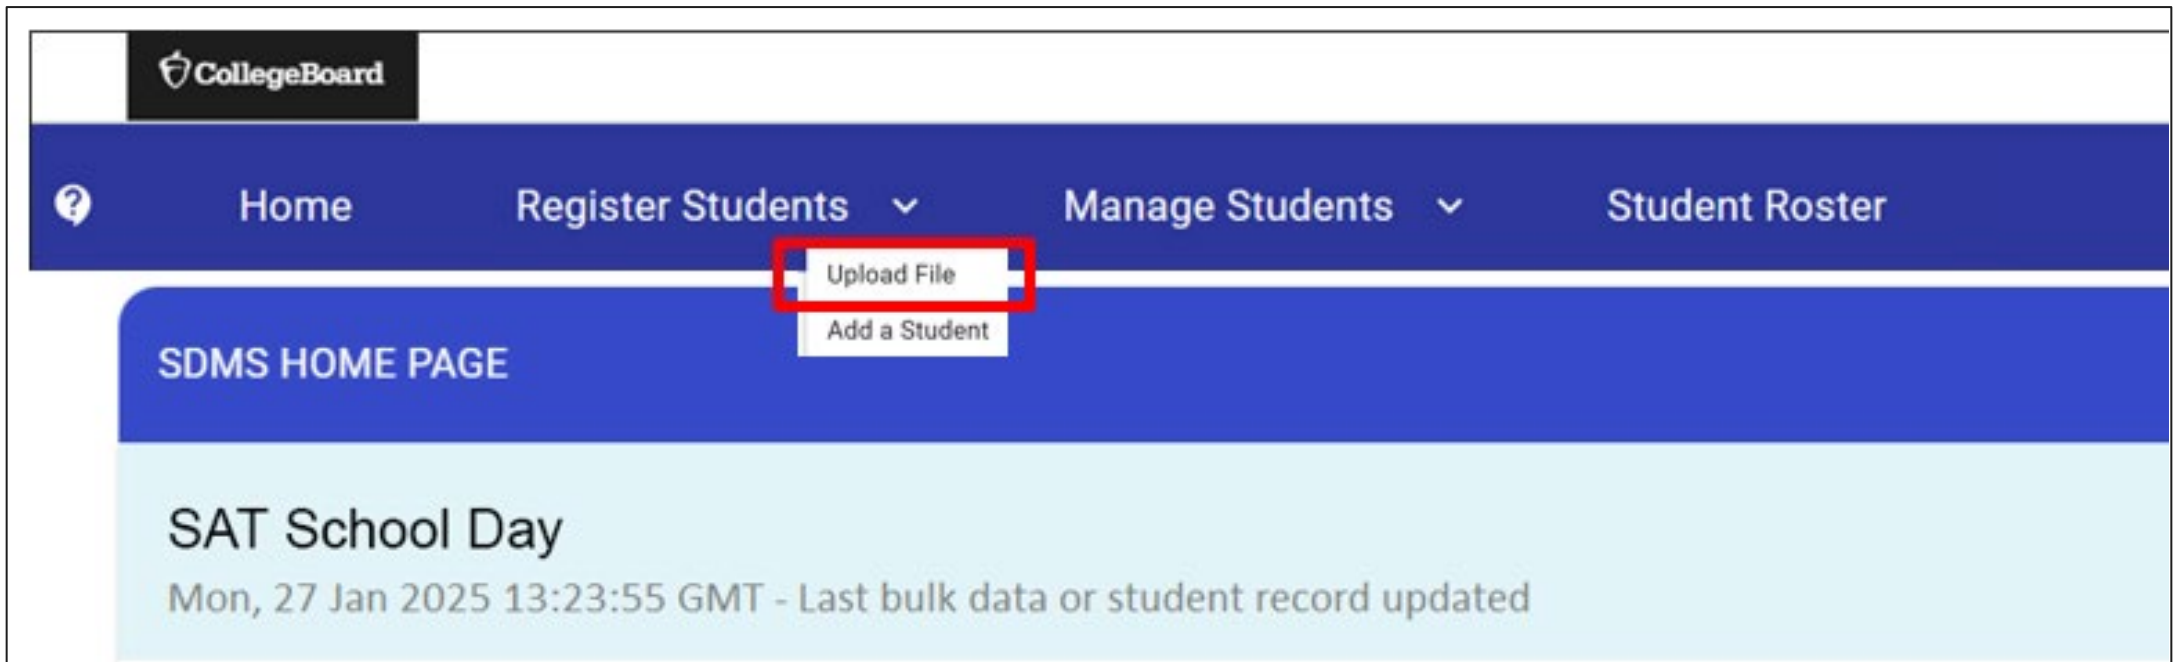 CollegeBoard
Home Register Students Manage Students Student Roster
Upload File
Add a Student
SDMS HOME PAGE
SAT School Day
Mon, 27 Jan 2025 13:23:55 GMT - Last bulk data or student record updated